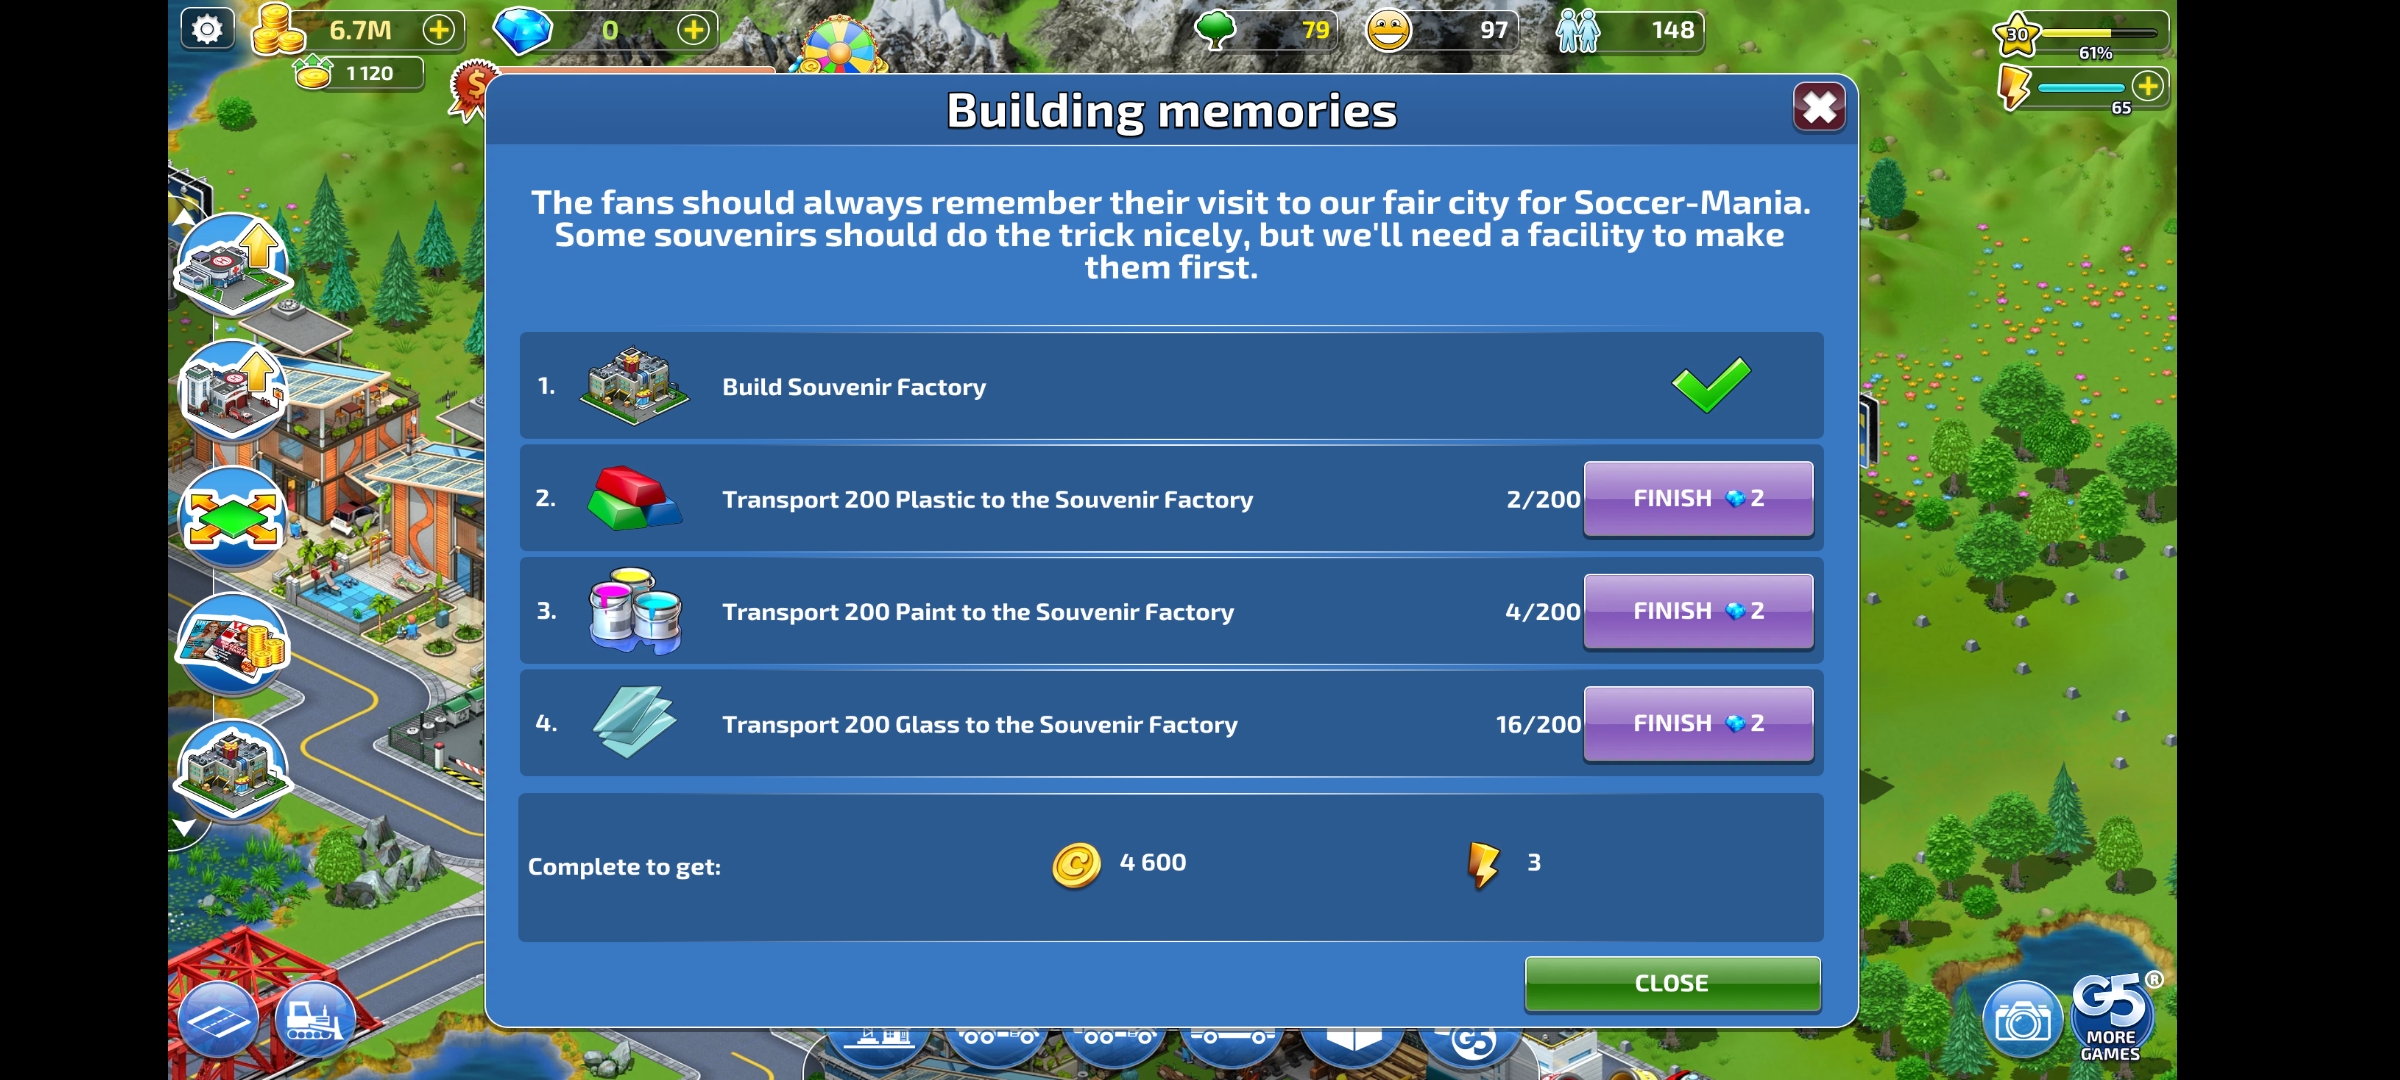 6.7M
0
79
97
148
30
61%
1 120
65
Building memories
The fans should always remember their visit to our fair city for Soccer-Mania.
Some souvenirs should do the trick nicely, but we'll need a facility to make
them first.
1. Build Souvenir Factory
2. Transport 200 Plastic to the Souvenir Factory 2/200 FINISH 2
3. Transport 200 Paint to the Souvenir Factory 4/200 FINISH 2
4. Transport 200 Glass to the Souvenir Factory 16/200 FINISH 2
Complete to get: 4 600 3
CLOSE
G5®
MORE
GAMES
G5